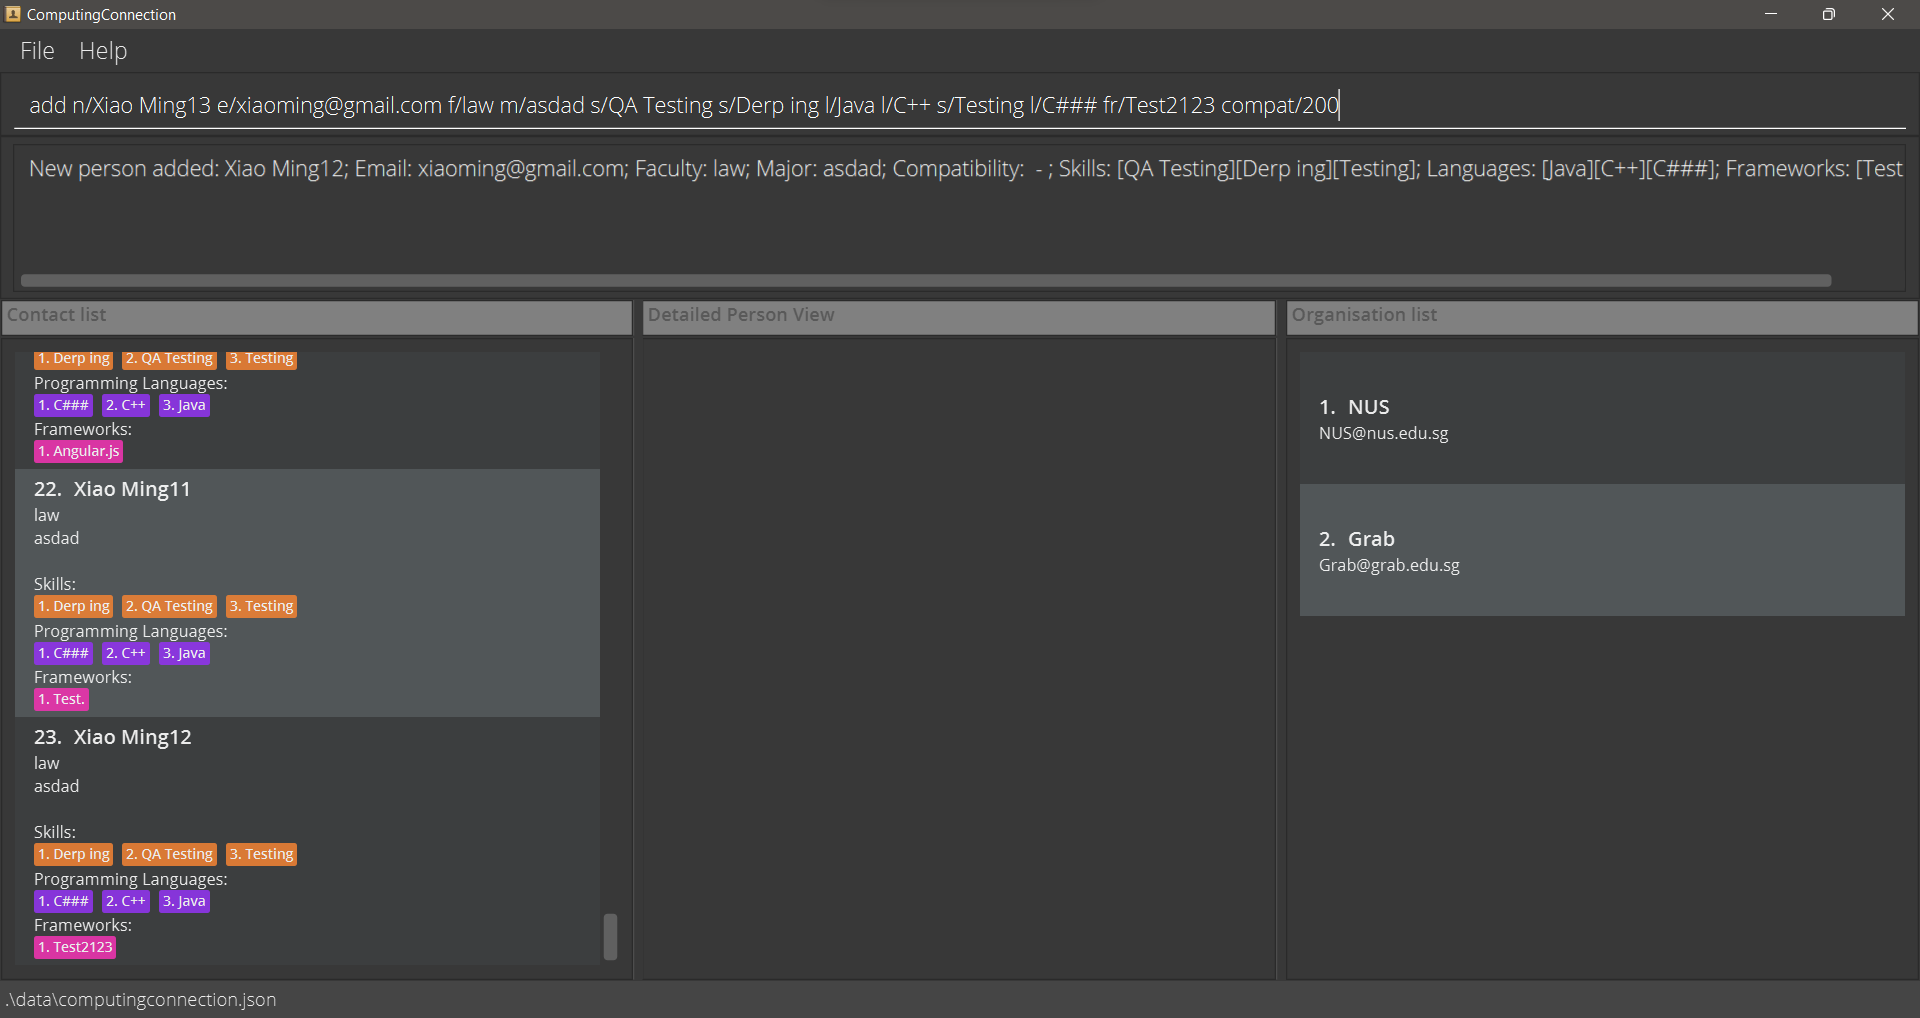 ComputingConnection
File Help
add n/Xiao Ming13 e/xiaoming@gmail.com f/law m/asdad s/QA Testing s/Derp ing l/Java l/C++ s/Testing l/C### fr/Test2123 compat/200
New person added: Xiao Ming12; Email: xiaoming@gmail.com; Faculty: law; Major: asdad; Compatibility: - ; Skills: [QA Testing][Derp ing][Testing]; Languages: [Java][C++][C###]; Frameworks: [Test
Contact list
1. Derp ing 2. QA Testing 3. Testing
Programming Languages:
1. C### 2. C++ 3. Java
Frameworks:
1. Angular.js
22. Xiao Ming11
law
asdad
Skills:
1. Derp ing 2. QA Testing 3. Testing
Programming Languages:
1. C### 2. C++ 3. Java
Frameworks:
1. Test.
23. Xiao Ming12
law
asdad
Skills:
1. Derp ing 2. QA Testing 3. Testing
Programming Languages:
1. C### 2. C++ 3. Java
Frameworks:
1. Test2123
Detailed Person View
Organisation list
1. NUS
NUS@nus.edu.sg
2. Grab
Grab@grab.edu.sg
.\data\computingconnection.json